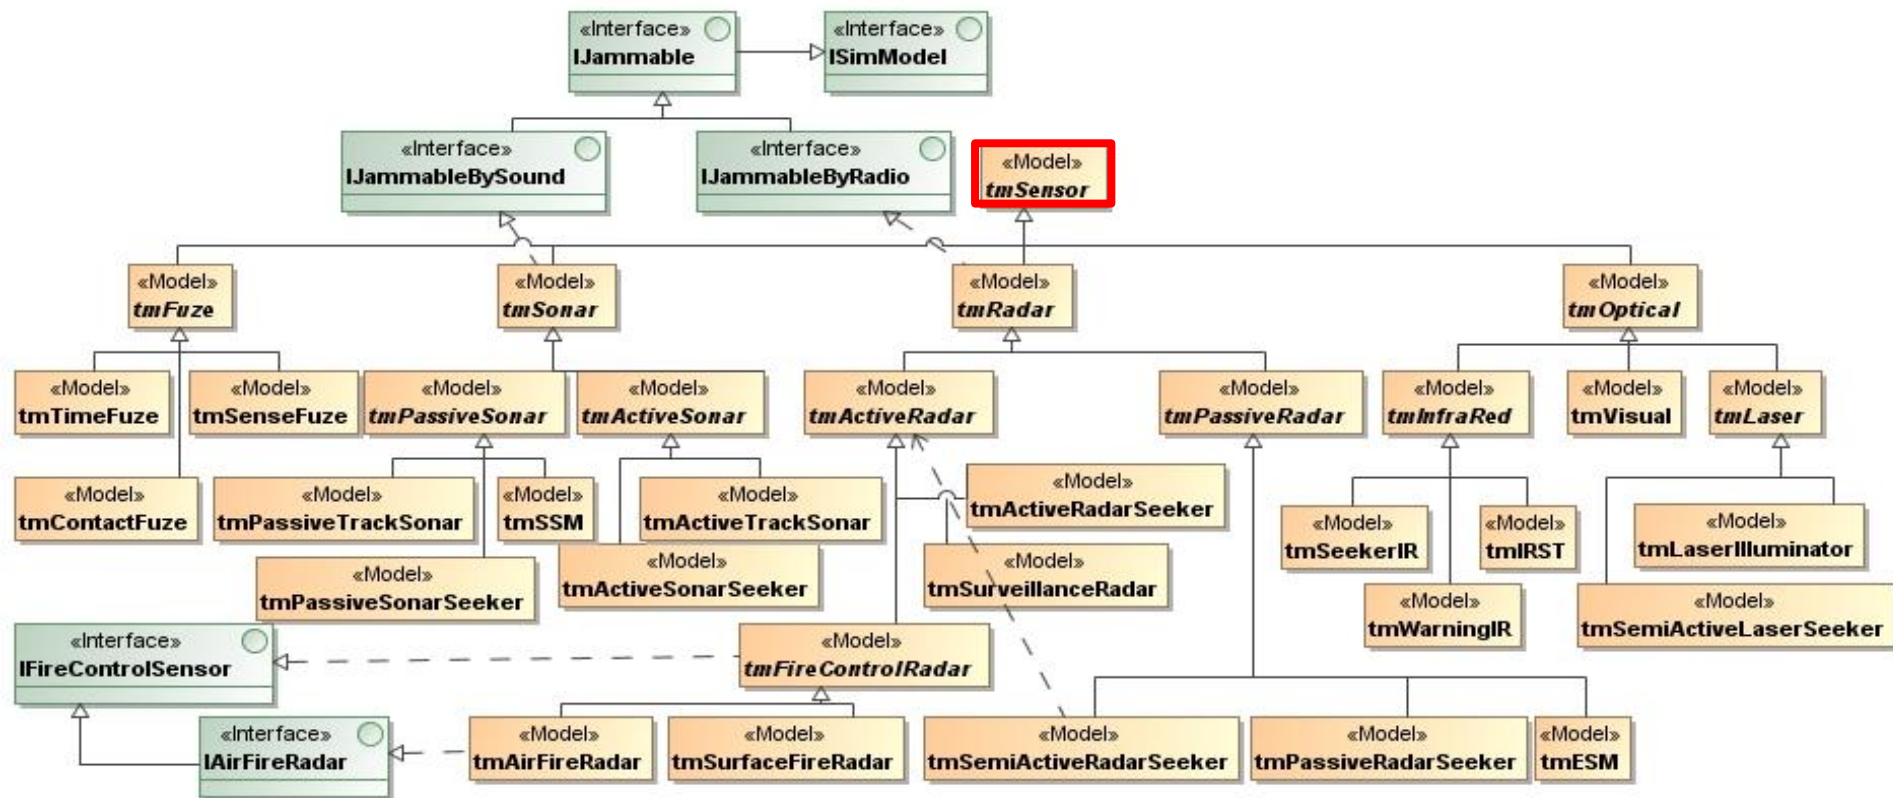 «Interface»
IJammable
«Interface»
ISimModel
«Interface»
IJammableBySound
«Interface»
IJammableByRadio
«Model»
tmSensor
«Model»
tmFuze
«Model»
tmSonar
«Model»
tmRadar
«Model»
tmOptical
«Model»
tmTimeFuze
«Model»
tmSenseFuze
«Model»
tmPassiveSonar
«Model»
tmActiveSonar
«Model»
tmActiveRadar
«Model»
tmPassiveRadar
«Model»
tmInfraRed
«Model»
tmVisual
«Model»
tmLaser
«Model»
tmContactFuze
«Model»
tmPassiveTrackSonar
«Model»
tmSSM
«Model»
tmActiveTrackSonar
«Model»
tmActiveRadarSeeker
«Model»
tmSeekerIR
«Model»
tmIRST
«Model»
tmLaserIlluminator
«Model»
tmPassiveSonarSeeker
«Model»
tmActiveSonarSeeker
«Model»
tmSurveillanceRadar
«Model»
tmWarningIR
«Model»
tmSemiActiveLaserSeeker
«Interface»
IFireControlSensor
«Model»
tmFireControlRadar
«Interface»
IAirFireRadar
«Model»
tmAirFireRadar
«Model»
tmSurfaceFireRadar
«Model»
tmSemiActiveRadarSeeker
«Model»
tmPassiveRadarSeeker
«Model»
tmESM